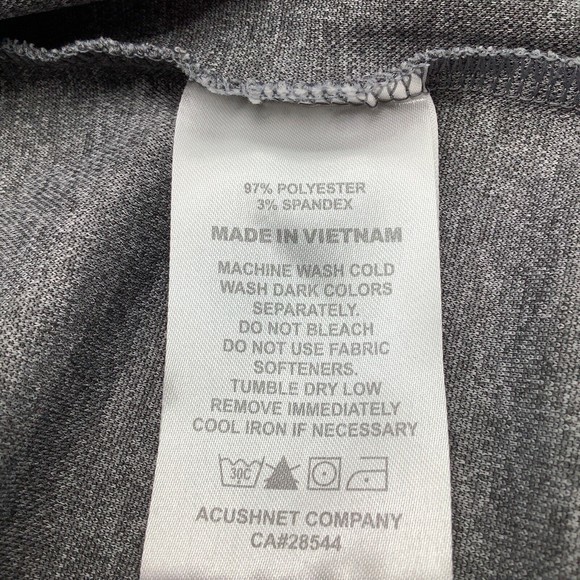 97% POLYESTER
3% SPANDEX
MADE IN VIETNAM
MACHINE WASH COLD
WASH DARK COLORS
SEPARATELY.
DO NOT BLEACH
DO NOT USE FABRIC
SOFTENERS.
TUMBLE DRY LOW
REMOVE IMMEDIATELY
COOL IRON IF NECESSARY
30C
ACUSHNET COMPANY
CA#28544